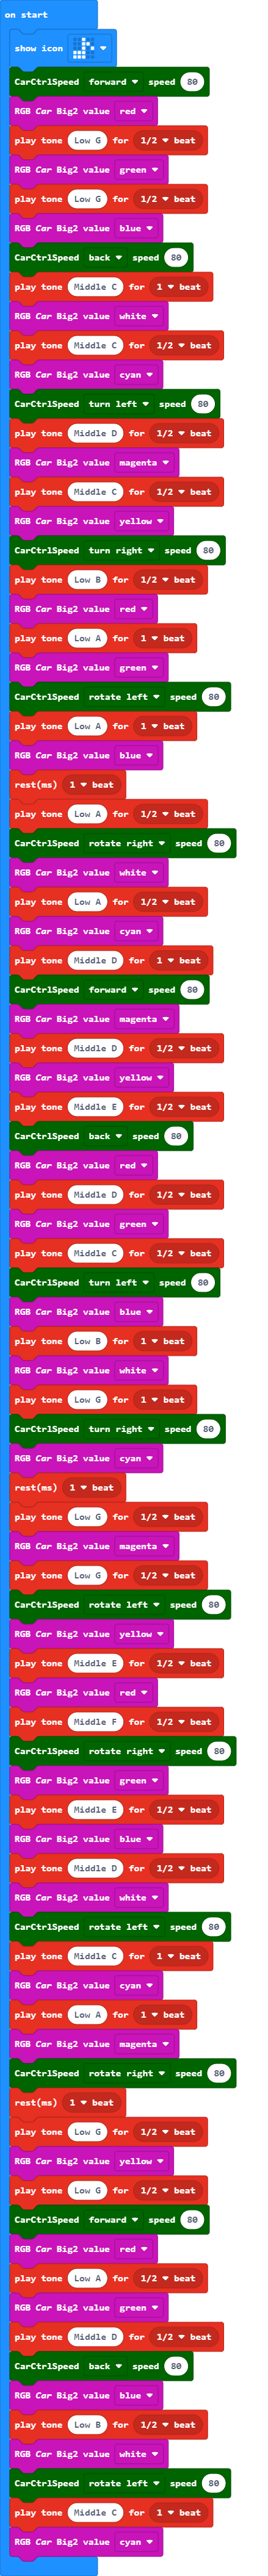 on start
show icon
CarCtrlSpeed forward speed 80
RGB Car Big2 value red
play tone Low G for 1/2 beat
RGB Car Big2 value green
play tone Low G for 1/2 beat
RGB Car Big2 value blue
CarCtrlSpeed back speed 80
play tone Middle C for 1 beat
RGB Car Big2 value white
play tone Middle C for 1/2 beat
RGB Car Big2 value cyan
CarCtrlSpeed turn left speed 80
play tone Middle D for 1/2 beat
RGB Car Big2 value magenta
play tone Middle C for 1/2 beat
RGB Car Big2 value yellow
CarCtrlSpeed turn right speed 80
play tone Low B for 1/2 beat
RGB Car Big2 value red
play tone Low A for 1 beat
RGB Car Big2 value green
CarCtrlSpeed rotate left speed 80
play tone Low A for 1 beat
RGB Car Big2 value blue
rest(ms) 1 beat
play tone Low A for 1/2 beat
CarCtrlSpeed rotate right speed 80
RGB Car Big2 value white
play tone Low A for 1/2 beat
RGB Car Big2 value cyan
play tone Middle D for 1 beat
CarCtrlSpeed forward speed 80
RGB Car Big2 value magenta
play tone Middle D for 1/2 beat
RGB Car Big2 value yellow
play tone Middle E for 1/2 beat
CarCtrlSpeed back speed 80
RGB Car Big2 value red
play tone Middle D for 1/2 beat
RGB Car Big2 value green
play tone Middle C for 1/2 beat
CarCtrlSpeed turn left speed 80
RGB Car Big2 value blue
play tone Low B for 1 beat
RGB Car Big2 value white
play tone Low G for 1 beat
CarCtrlSpeed turn right speed 80
RGB Car Big2 value cyan
rest(ms) 1 beat
play tone Low G for 1/2 beat
RGB Car Big2 value magenta
play tone Low G for 1/2 beat
CarCtrlSpeed rotate left speed 80
RGB Car Big2 value yellow
play tone Middle E for 1/2 beat
RGB Car Big2 value red
play tone Middle F for 1/2 beat
CarCtrlSpeed rotate right speed 80
RGB Car Big2 value green
play tone Middle E for 1/2 beat
RGB Car Big2 value blue
play tone Middle D for 1/2 beat
RGB Car Big2 value white
CarCtrlSpeed rotate left speed 80
play tone Middle C for 1 beat
RGB Car Big2 value cyan
play tone Low A for 1 beat
RGB Car Big2 value magenta
CarCtrlSpeed rotate right speed 80
rest(ms) 1 beat
play tone Low G for 1/2 beat
RGB Car Big2 value yellow
play tone Low G for 1/2 beat
CarCtrlSpeed forward speed 80
RGB Car Big2 value red
play tone Low A for 1/2 beat
RGB Car Big2 value green
play tone Middle D for 1/2 beat
CarCtrlSpeed back speed 80
RGB Car Big2 value blue
play tone Low B for 1/2 beat
RGB Car Big2 value white
CarCtrlSpeed rotate left speed 80
play tone Middle C for 1 beat
RGB Car Big2 value cyan